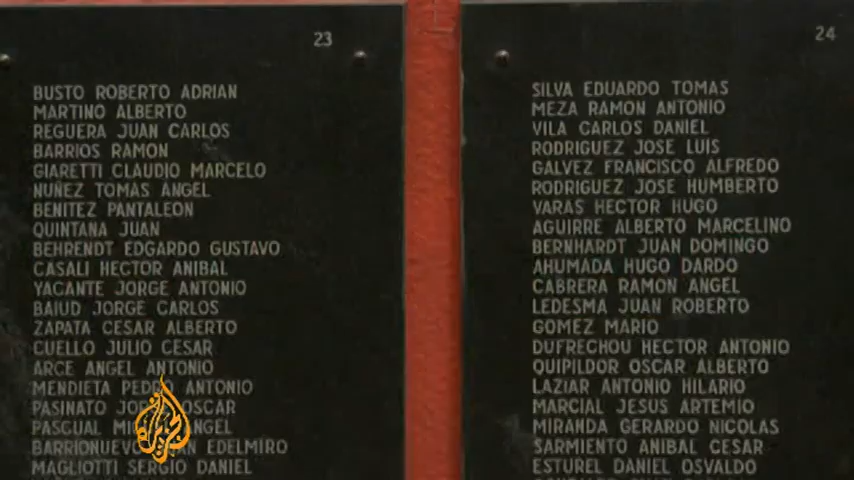 23
BUSTO ROBERTO ADRIAN
MARTINO ALBERTO
REGUERA JUAN CARLOS
BARRIOS RAMON
GIARETTI CLAUDIO MARCELO
NUÑEZ TOMAS ANGEL
BENITEZ PANTALEON
QUINTANA JUAN
BEHRENDT EDGARDO GUSTAVO
CASALI HECTOR ANIBAL
YACANTE JORGE ANTONIO
BAIUD JORGE CARLOS
ZAPATA CESAR ALBERTO
CUELLO JULIO CESAR
ARCE ANGEL ANTONIO
MENDIETA PEDRO ANTONIO
PASINATO OSCAR
PASCUAL ANGEL
BARRIONUEVO EDELMIRO
MAGLIOTTI SERGIO DANIEL
24
SILVA EDUARDO TOMAS
MEZA RAMON ANTONIO
VILA CARLOS DANIEL
RODRIGUEZ JOSE LUIS
GALVEZ FRANCISCO ALFREDO
RODRIGUEZ JOSE HUMBERTO
VARAS HECTOR HUGO
AGUIRRE ALBERTO MARCELINO
BERNHARDT JUAN DOMINGO
AHUMADA HUGO DARDO
CABRERA RAMON ANGEL
LEDESMA JUAN ROBERTO
GOMEZ MARIO
DUFRECHOU HECTOR ANTONIO
QUIPILDOR OSCAR ALBERTO
LAZIAR ANTONIO HILARIO
MARCIAL JESUS ARTEMIO
MIRANDA GERARDO NICOLAS
SARMIENTO ANIBAL CESAR
ESTUREL DANIEL OSVALDO